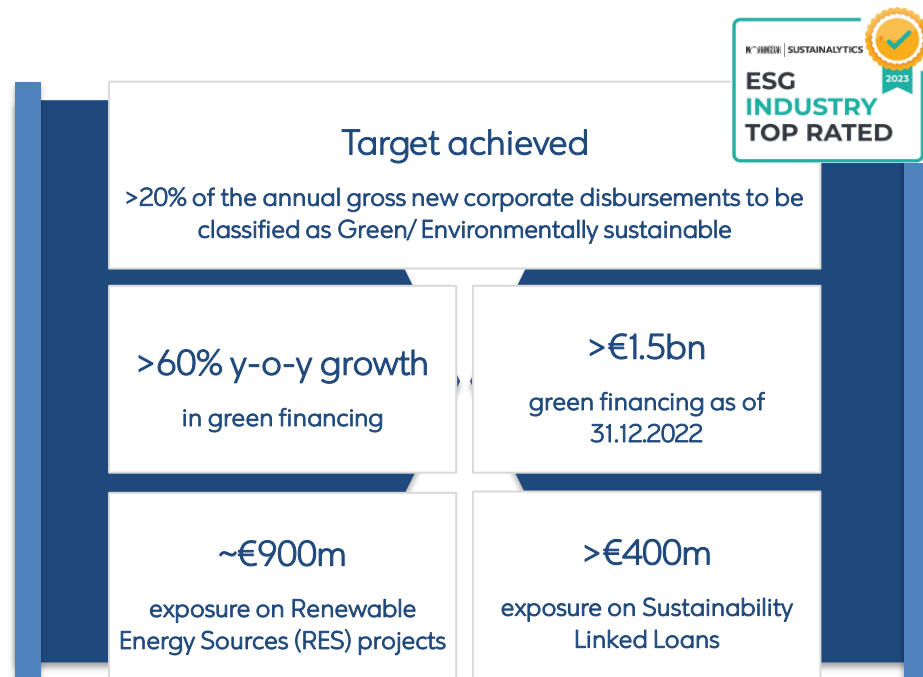 MORNINGSTAR | SUSTAINALYTICS
2023
ESG
INDUSTRY
TOP RATED
Target achieved
>20% of the annual gross new corporate disbursements to be
classified as Green/ Environmentally sustainable
>60% y-o-y growth
in green financing
>€1.5bn
green financing as of
31.12.2022
~€900m
exposure on Renewable
Energy Sources (RES) projects
>€400m
exposure on Sustainability
Linked Loans